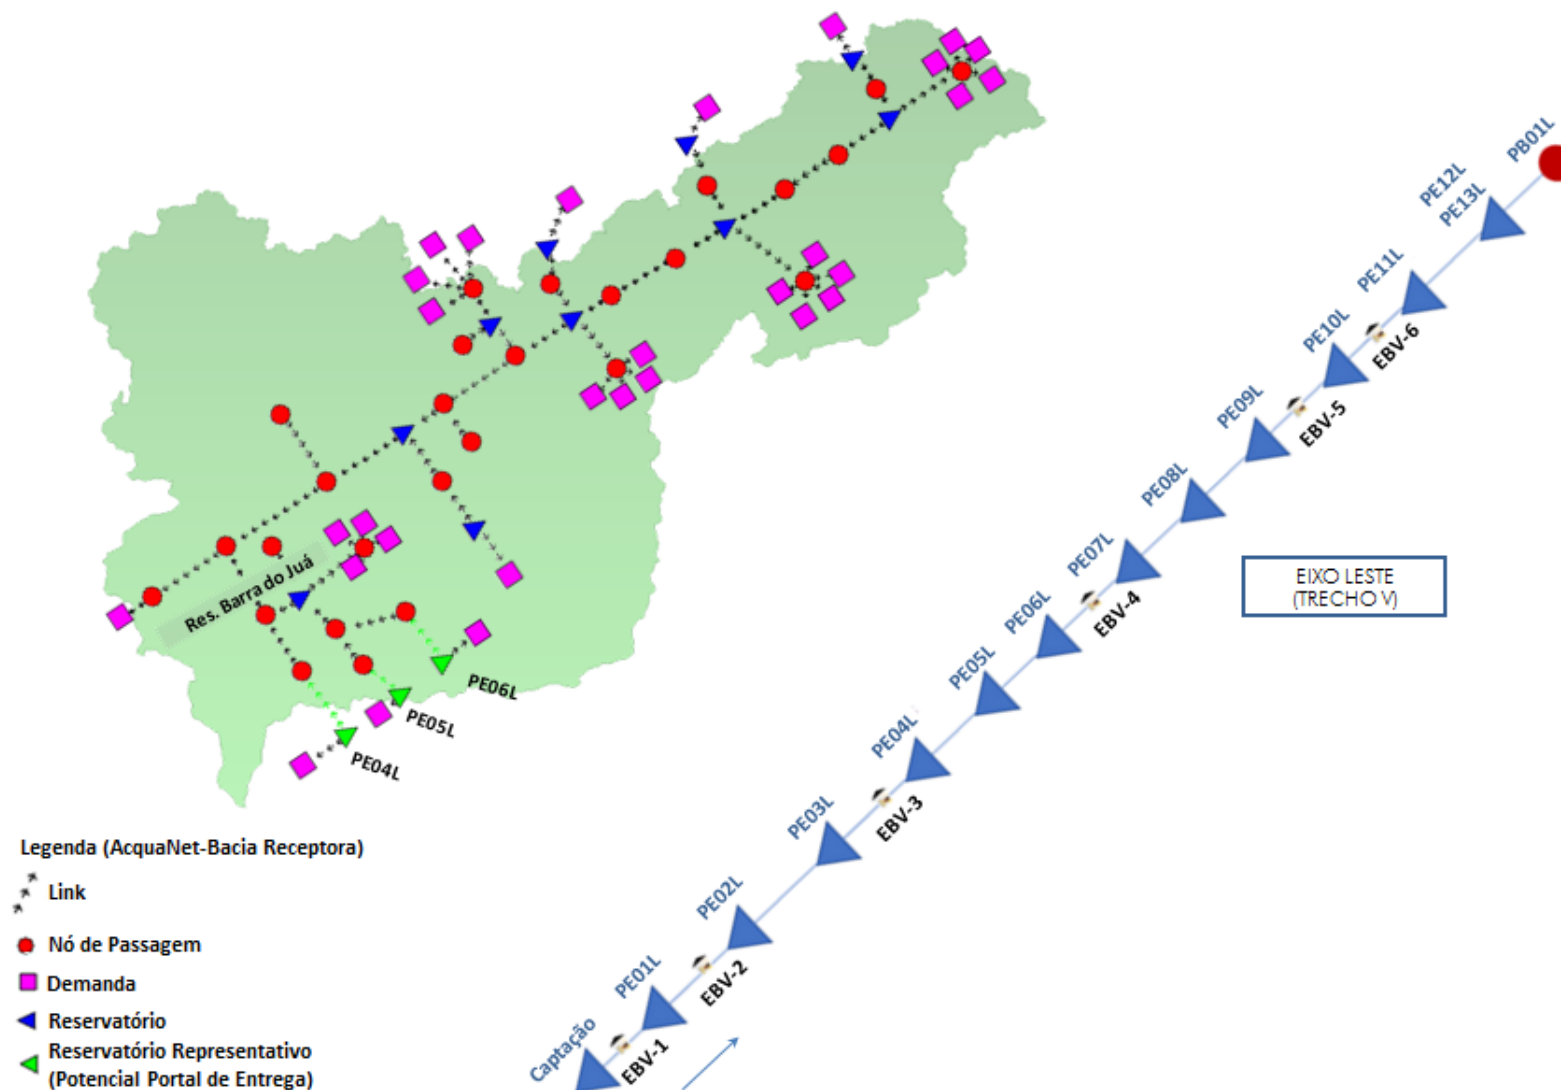 PB01L
PE12L
PE13L
PE11L
PE10L
EBV-6
PE09L
EBV-5
PE08L
PE07L
EBV-4
PE06L
PE05L
PE04L
EBV-3
PE03L
PE02L
EBV-2
PE01L
EBV-1
Captação
EIXO LESTE
(TRECHO V)
Res. Barra do Juá
PE06L
PE05L
PE04L
Legenda (AcquaNet-Bacia Receptora)
Link
Nó de Passagem
Demanda
Reservatório
Reservatório Representativo
(Potencial Portal de Entrega)